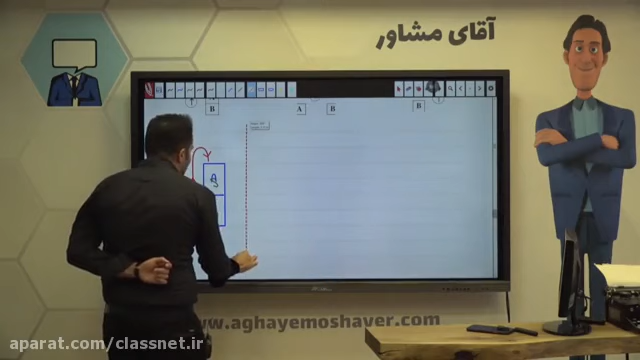 آقای مشاور
B
A B
B
www.aghayemoshaver.com
aparat.com/classnet.ir